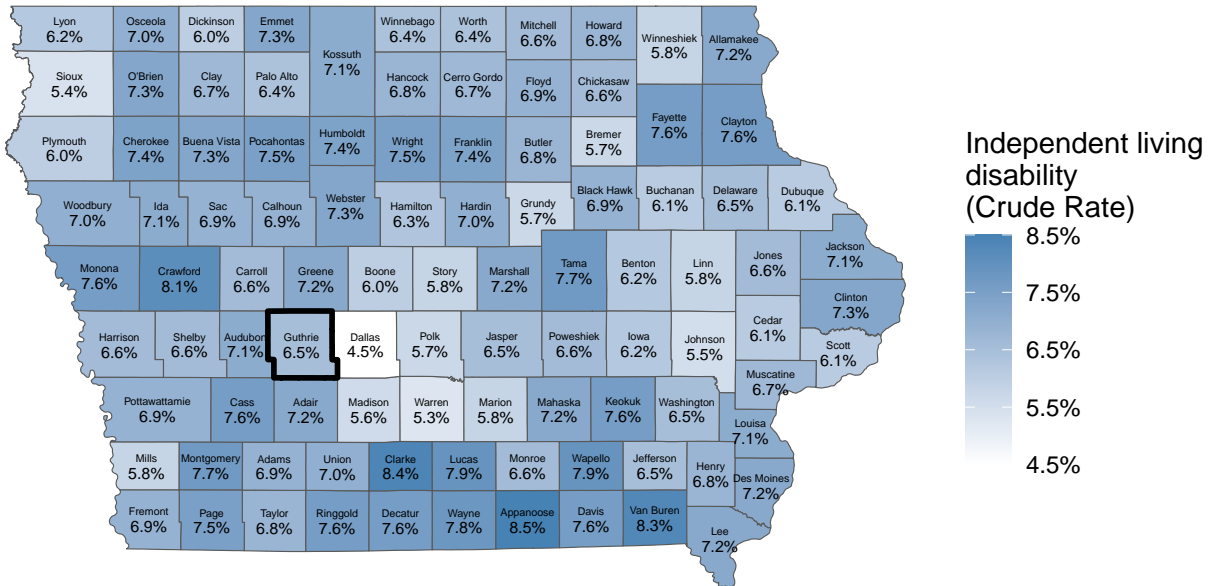 Lyon
6.2%
Osceola
7.0%
Dickinson
6.0%
Emmet
7.3%
Kossuth
7.1%
Winnebago
6.4%
Worth
6.4%
Mitchell
6.6%
Howard
6.8%
Winneshiek
5.8%
Allamakee
7.2%
Sioux
5.4%
O'Brien
7.3%
Clay
6.7%
Palo Alto
6.4%
Hancock
6.8%
Cerro Gordo
6.7%
Floyd
6.9%
Chickasaw
6.6%
Fayette
7.6%
Clayton
7.6%
Plymouth
6.0%
Cherokee
7.4%
Buena Vista
7.3%
Pocahontas
7.5%
Humboldt
7.4%
Wright
7.5%
Franklin
7.4%
Butler
6.8%
Bremer
5.7%
Woodbury
7.0%
Ida
7.1%
Sac
6.9%
Calhoun
6.9%
Webster
7.3%
Hamilton
6.3%
Hardin
7.0%
Grundy
5.7%
Black Hawk
6.9%
Buchanan
6.1%
Delaware
6.5%
Dubuque
6.1%
Monona
7.6%
Crawford
8.1%
Carroll
6.6%
Greene
7.2%
Boone
6.0%
Story
5.8%
Marshall
7.2%
Tama
7.7%
Benton
6.2%
Linn
5.8%
Jones
6.6%
Jackson
7.1%
Clinton
7.3%
Harrison
6.6%
Shelby
6.6%
Audubon
7.1%
Guthrie
6.5%
Dallas
4.5%
Polk
5.7%
Jasper
6.5%
Poweshiek
6.6%
Iowa
6.2%
Johnson
5.5%
Cedar
6.1%
Scott
6.1%
Muscatine
6.7%
Pottawattamie
6.9%
Cass
7.6%
Adair
7.2%
Madison
5.6%
Warren
5.3%
Marion
5.8%
Mahaska
7.2%
Keokuk
7.6%
Washington
6.5%
Louisa
7.1%
Mills
5.8%
Montgomery
7.7%
Adams
6.9%
Union
7.0%
Clarke
8.4%
Lucas
7.9%
Monroe
6.6%
Wapello
7.9%
Jefferson
6.5%
Henry
6.8%
Des Moines
7.2%
Fremont
6.9%
Page
7.5%
Taylor
6.8%
Ringgold
7.6%
Decatur
7.6%
Wayne
7.8%
Appanoose
8.5%
Davis
7.6%
Van Buren
8.3%
Lee
7.2%
Independent living
disability
(Crude Rate)
8.5%
7.5%
6.5%
5.5%
4.5%